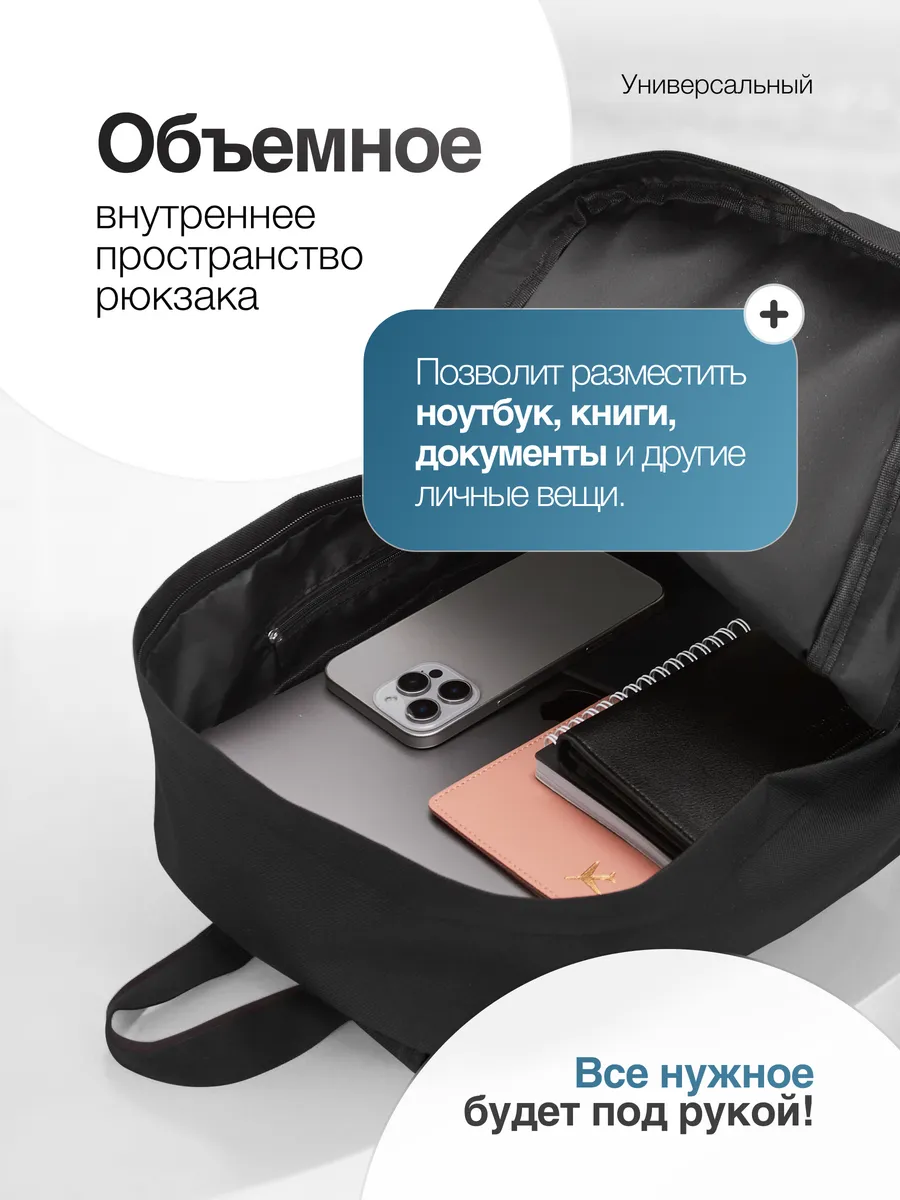 Универсальный
Объемное
внутреннее
пространство
рюкзака
Позволит разместить
ноутбук, книги,
документы и другие
личные вещи.
Все нужное
будет под рукой!